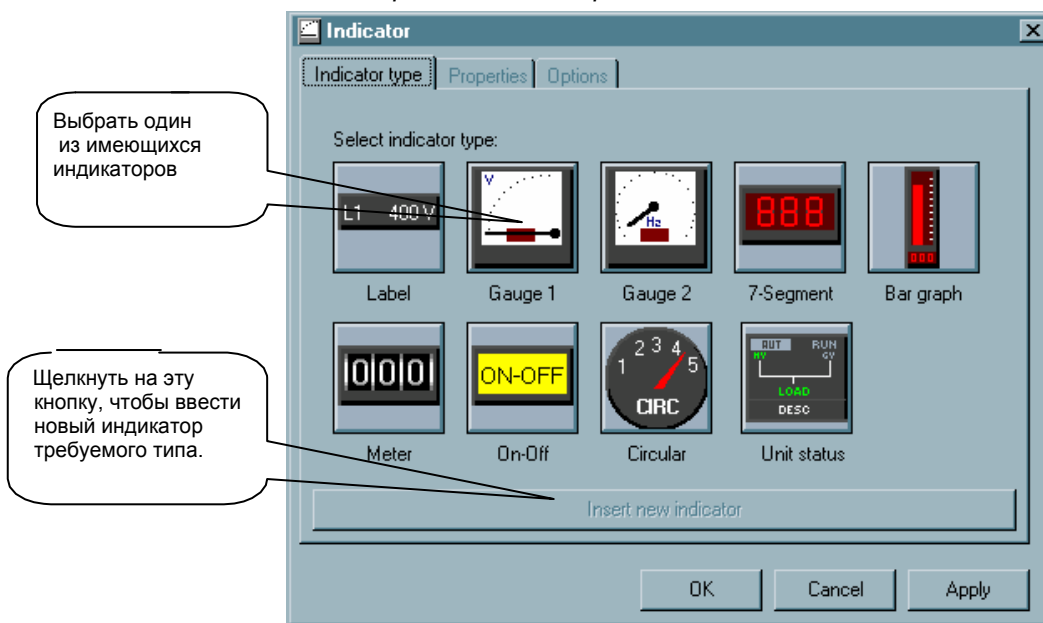 Indicator
Indicator type Properties Options
Выбрать один
из имеющихся
индикаторов
Select indicator type:
L1 400 V
V
Hz
888
000
Label Gauge 1 Gauge 2 7-Segment Bar graph
000
ON-OFF
1 2 3 4 5
CIRC
AUT RUN
MV GV
LOAD
DESC
Meter On-Off Circular Unit status
Щелкнуть на эту
кнопку, чтобы ввести
новый индикатор
требуемого типа.
Insert new indicator
OK Cancel Apply